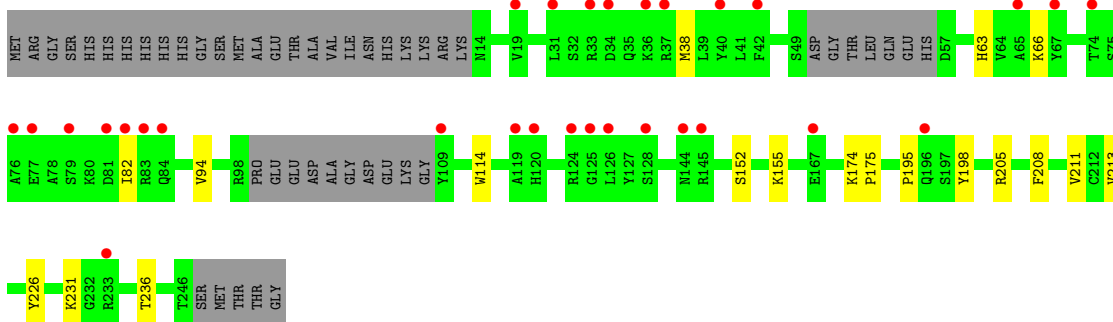 MET ARG GLY SER HIS HIS HIS HIS HIS HIS GLY SER MET ALA GLU THR ALA VAL ILE ASN HIS LYS LYS ARG LYS N14 V19 L31 S32 R33 D34 Q35 K36 R37 M38 L39 Y40 L41 F42 S49 ASP GLY THR LEU GLN GLU HIS D57 H63 V64 A65 K66 Y67 T74 S75
A76 E77 A78 S79 K80 D81 I82 R83 Q84 V94 R98 PRO GLU GLU ASP ALA GLY ASP GLU LYS GLY Y109 W114 A119 H120 R124 G125 L126 Y127 S128 N144 R145 S152 K155 E167 K174 P175 P195 Q196 S197 Y198 R205 F208 V211 C212 V213
Y226 K231 G232 R233 T236 T246 SER MET THR THR GLY